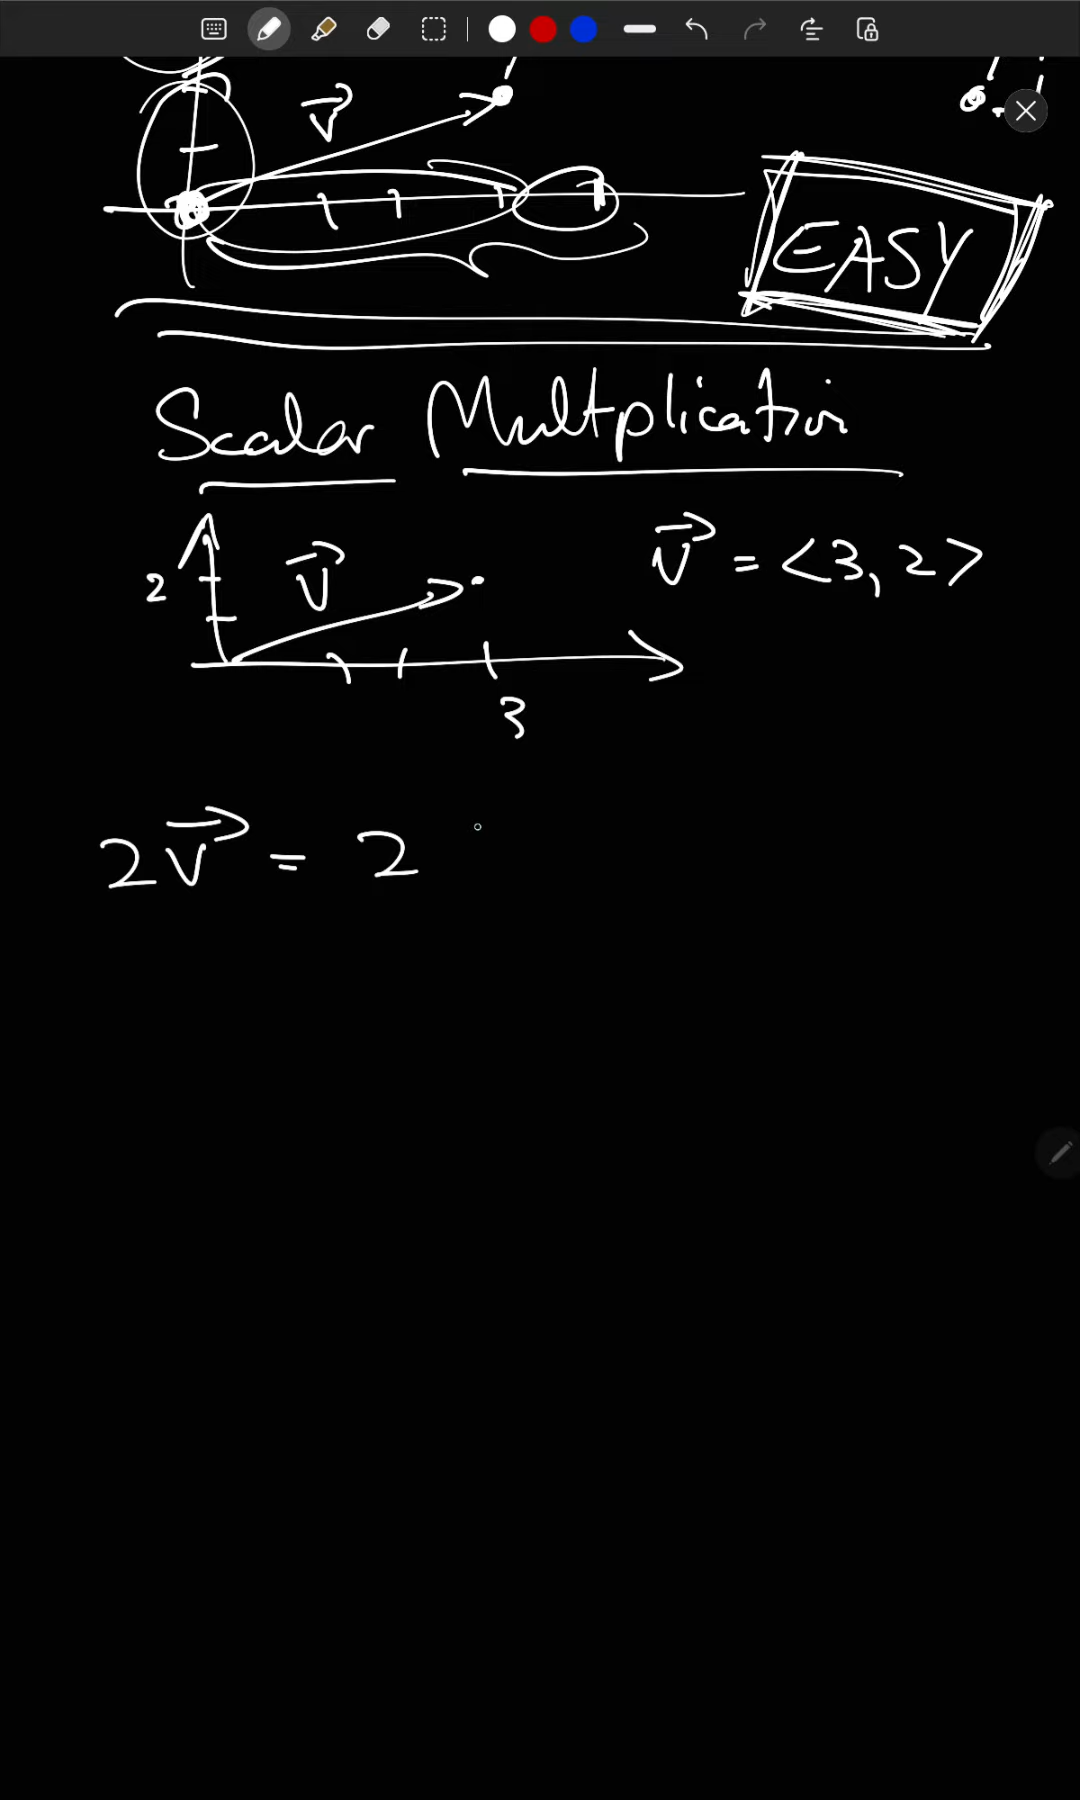 v⃗
EASY
Scalar Multplication
v⃗ = <3, 2>
2
v⃗
3
2v⃗ = 2